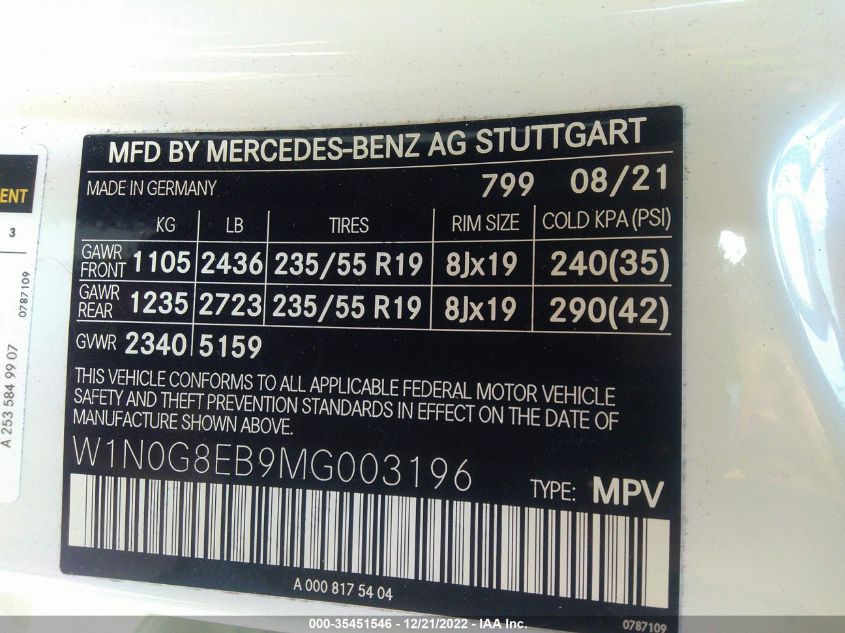 MFD BY MERCEDES-BENZ AG STUTTGART
MADE IN GERMANY 799 08/21
KG LB TIRES RIM SIZE COLD KPA(PSI)
GAWR FRONT 1105 2436 235/55 R19 8Jx19 240(35)
GAWR REAR 1235 2723 235/55 R19 8Jx19 290(42)
GVWR 2340 5159
THIS VEHICLE CONFORMS TO ALL APPLICABLE FEDERAL MOTOR VEHICLE
SAFETY AND THEFT PREVENTION STANDARDS IN EFFECT ON THE DATE OF
MANUFACTURE SHOWN ABOVE.
W1N0G8EB9MG003196
TYPE: MPV
A 000 817 54 04
0787109
ENT
3
0787109
A 253 584 99 07
000-35451546 - 12/21/2022 - IAA Inc.